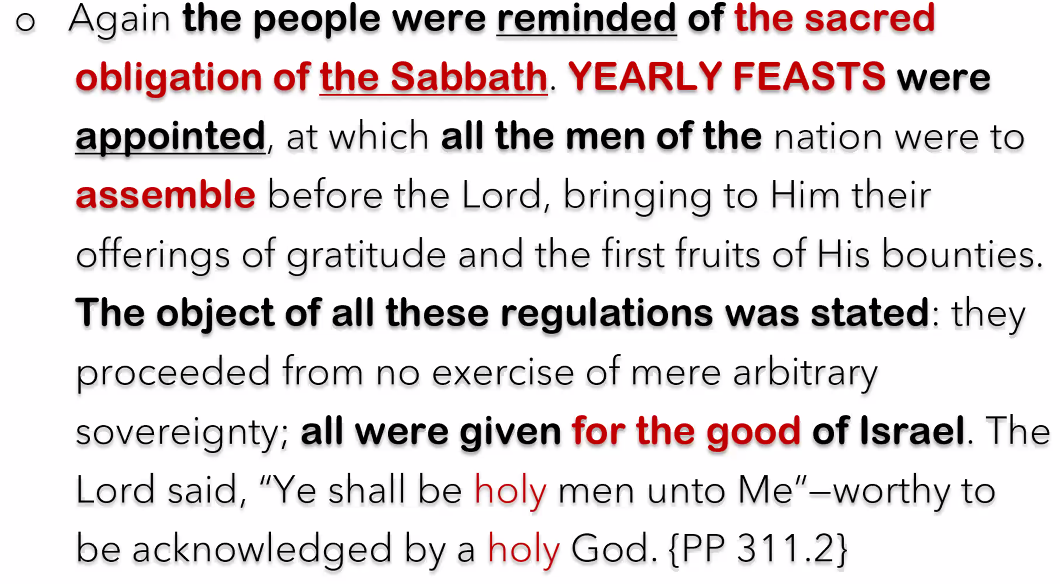 o Again the people were reminded of the sacred
obligation of the Sabbath. YEARLY FEASTS were
appointed, at which all the men of the nation were to
assemble before the Lord, bringing to Him their
offerings of gratitude and the first fruits of His bounties.
The object of all these regulations was stated: they
proceeded from no exercise of mere arbitrary
sovereignty; all were given for the good of Israel. The
Lord said, “Ye shall be holy men unto Me”—worthy to
be acknowledged by a holy God. {PP 311.2}